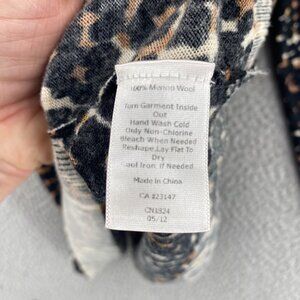 100% Merino Wool
Turn Garment Inside
Out
Hand Wash Cold
Only Non-Chlorine
Bleach When Needed
Reshape, Lay Flat To
Dry
Cool Iron, If Needed
Made In China
CA #23147
CN1824
05/12